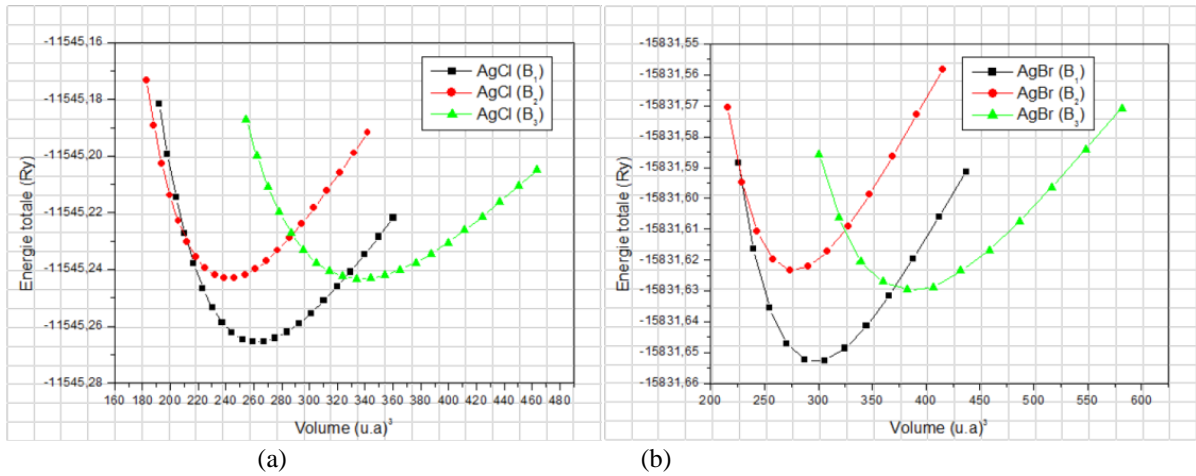 -11545,16
-11545,18
-11545,20
-11545,22
-11545,24
-11545,26
-11545,28
Energie totale (Ry)
AgCl (B₁)
AgCl (B₂)
AgCl (B₃)
160 180 200 220 240 260 280 300 320 340 360 380 400 420 440 460 480
Volume (u.a)³
(a)
-15831,55
-15831,56
-15831,57
-15831,58
-15831,59
-15831,60
-15831,61
-15831,62
-15831,63
-15831,64
-15831,65
-15831,66
Energie totale (Ry)
AgBr (B₁)
AgBr (B₂)
AgBr (B₃)
200 250 300 350 400 450 500 550 600
Volume (u.a)³
(b)